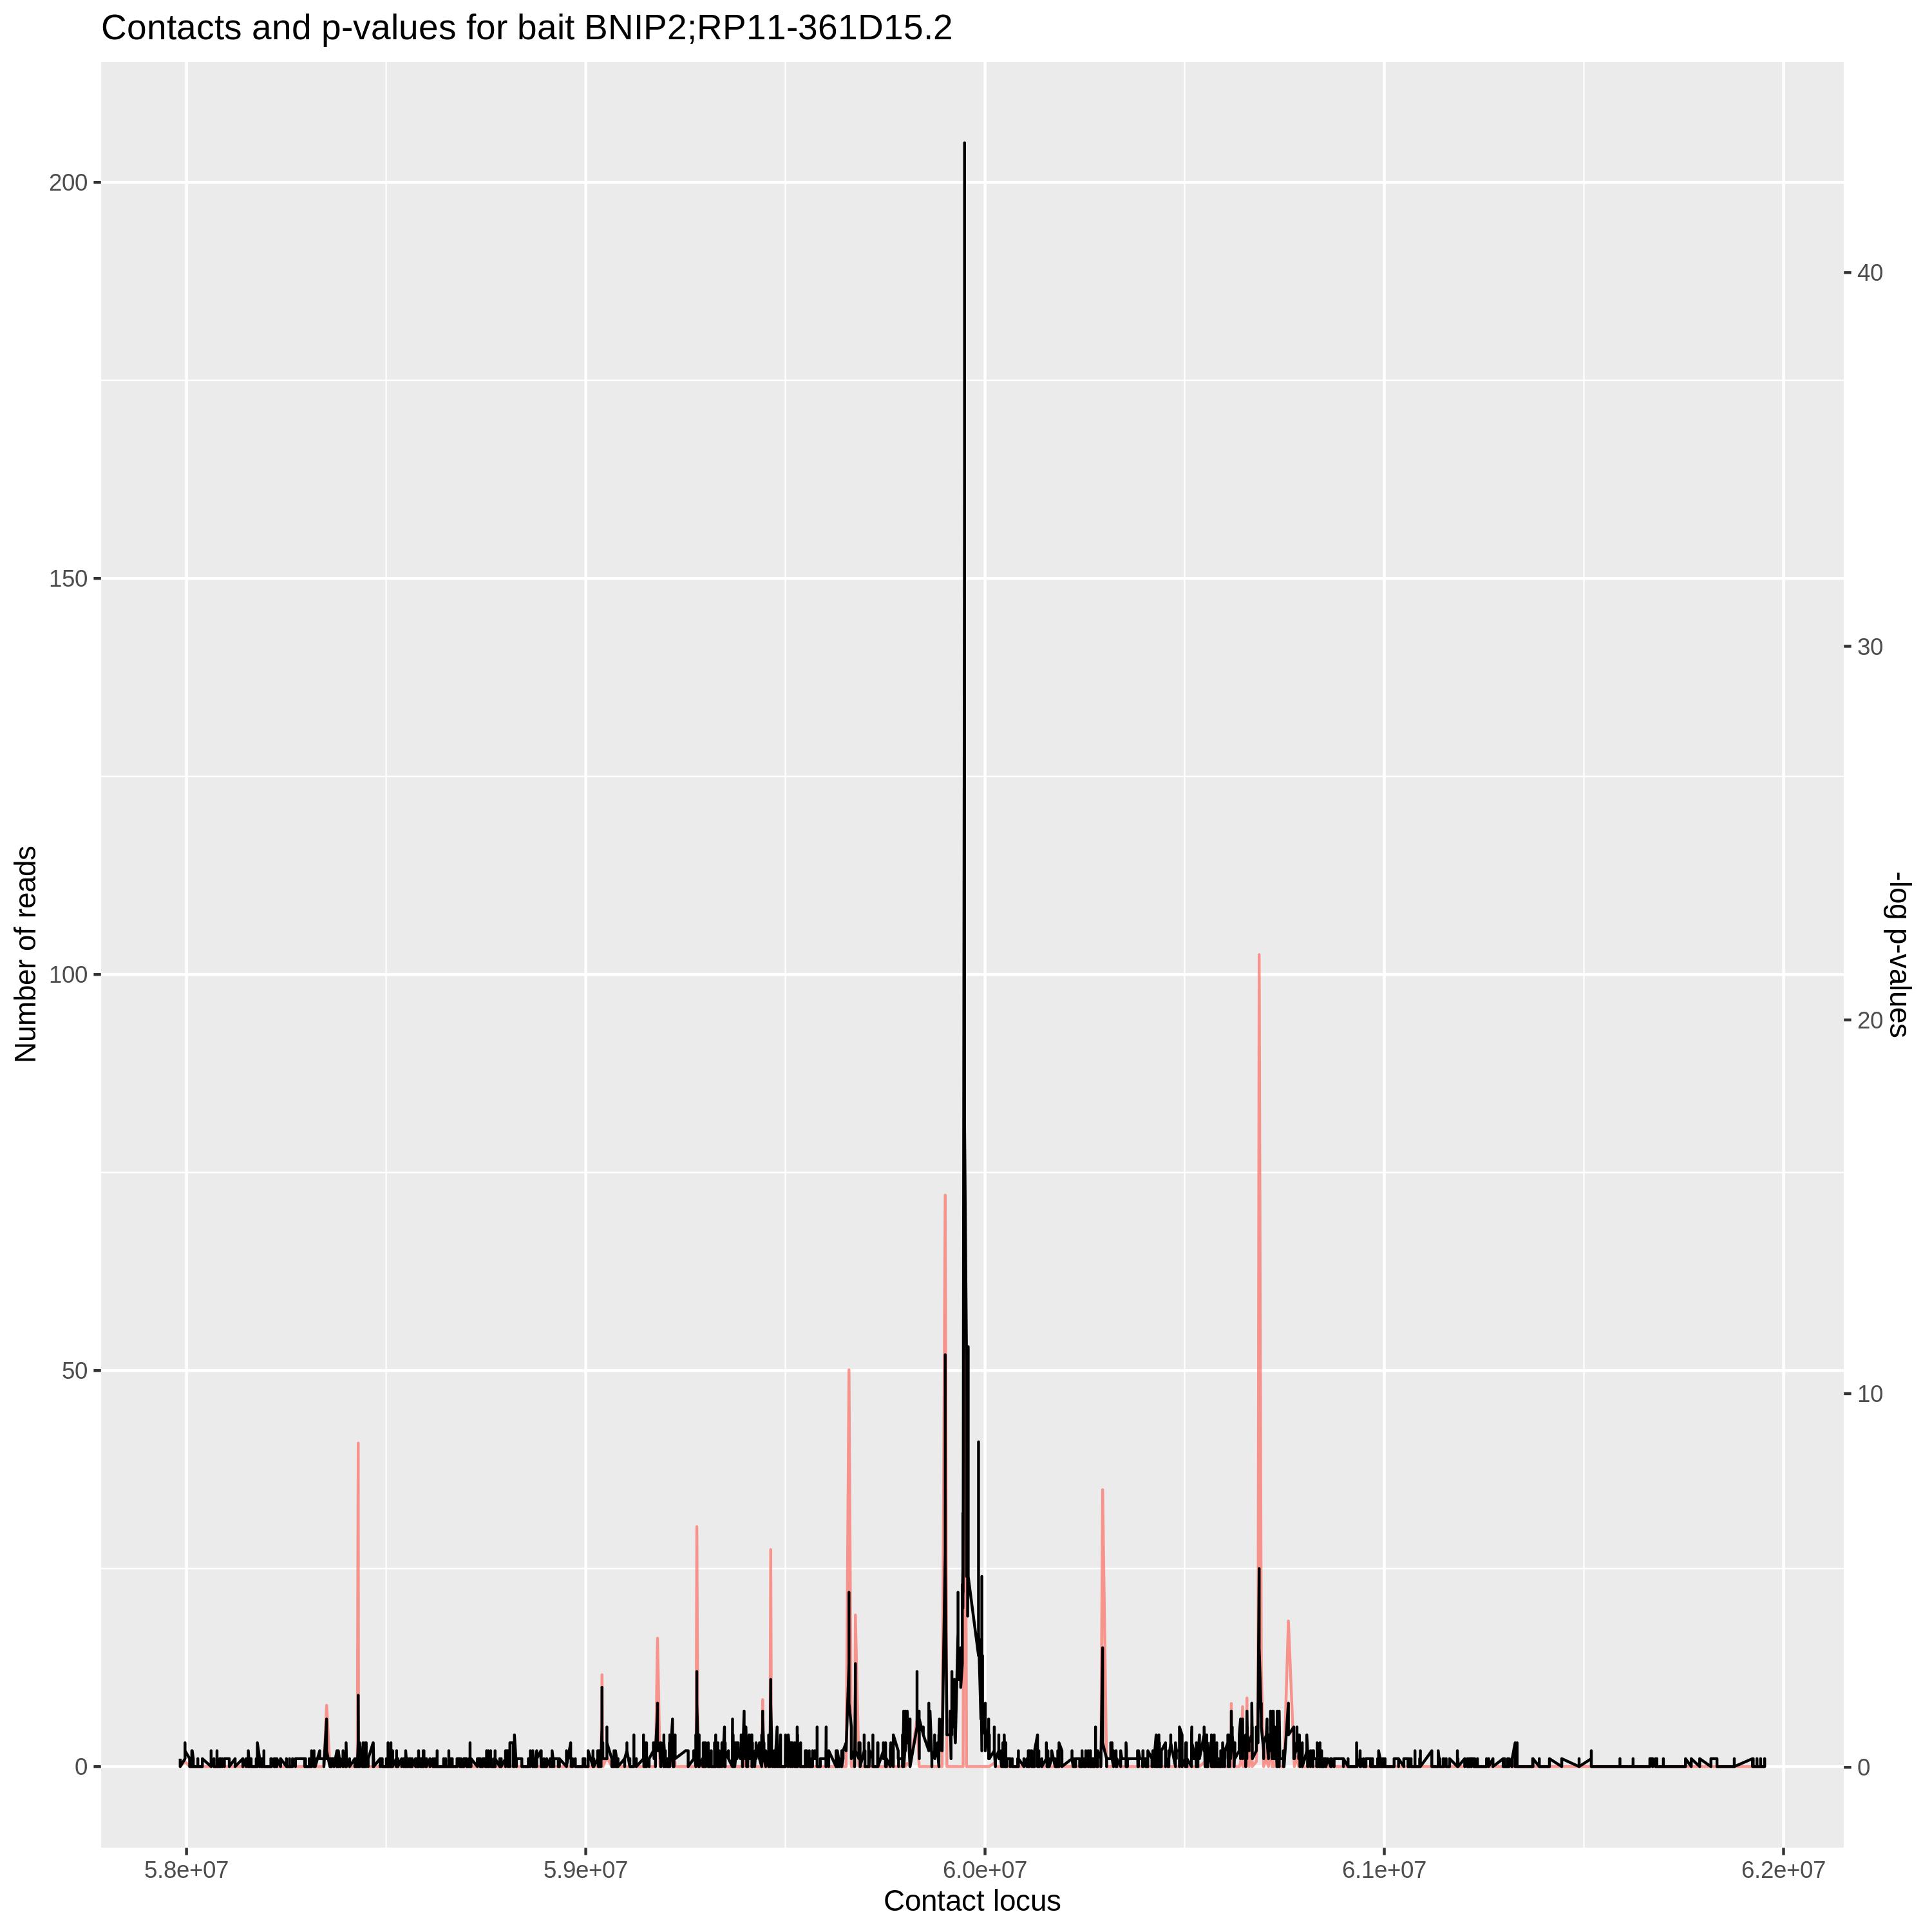 Contacts and p-values for bait BNIP2;RP11-361D15.2
Number of reads
200
150
100
50
0
40
30
20
10
0
-log p-values
5.8e+07 5.9e+07 6.0e+07 6.1e+07 6.2e+07
Contact locus